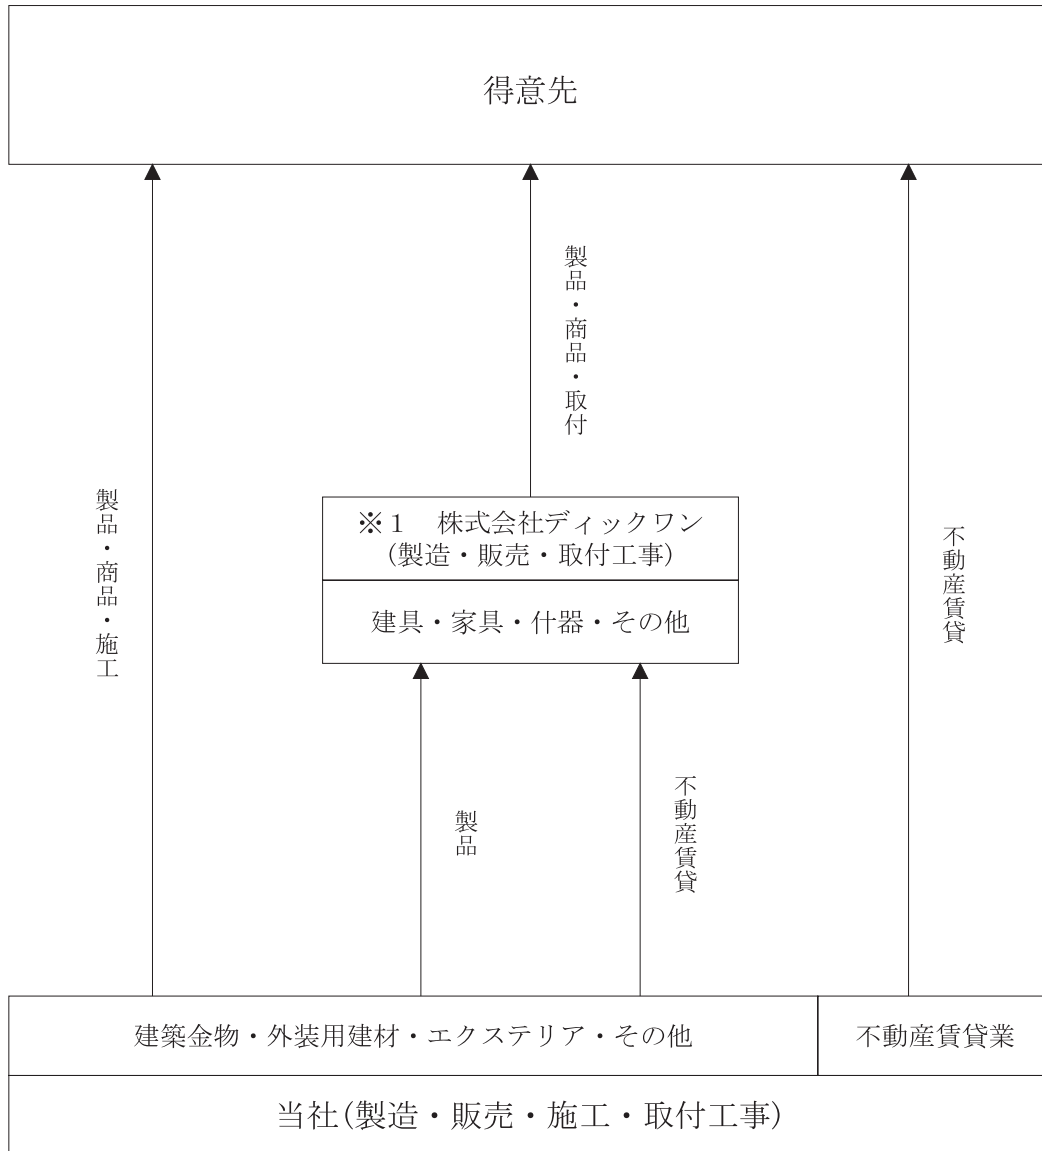 得意先
製品・商品・取付
製品・商品・施工
不動産賃貸
※1　株式会社ディックワン
(製造・販売・取付工事)
建具・家具・什器・その他
製品
不動産賃貸
建築金物・外装用建材・エクステリア・その他
不動産賃貸業
当社(製造・販売・施工・取付工事)